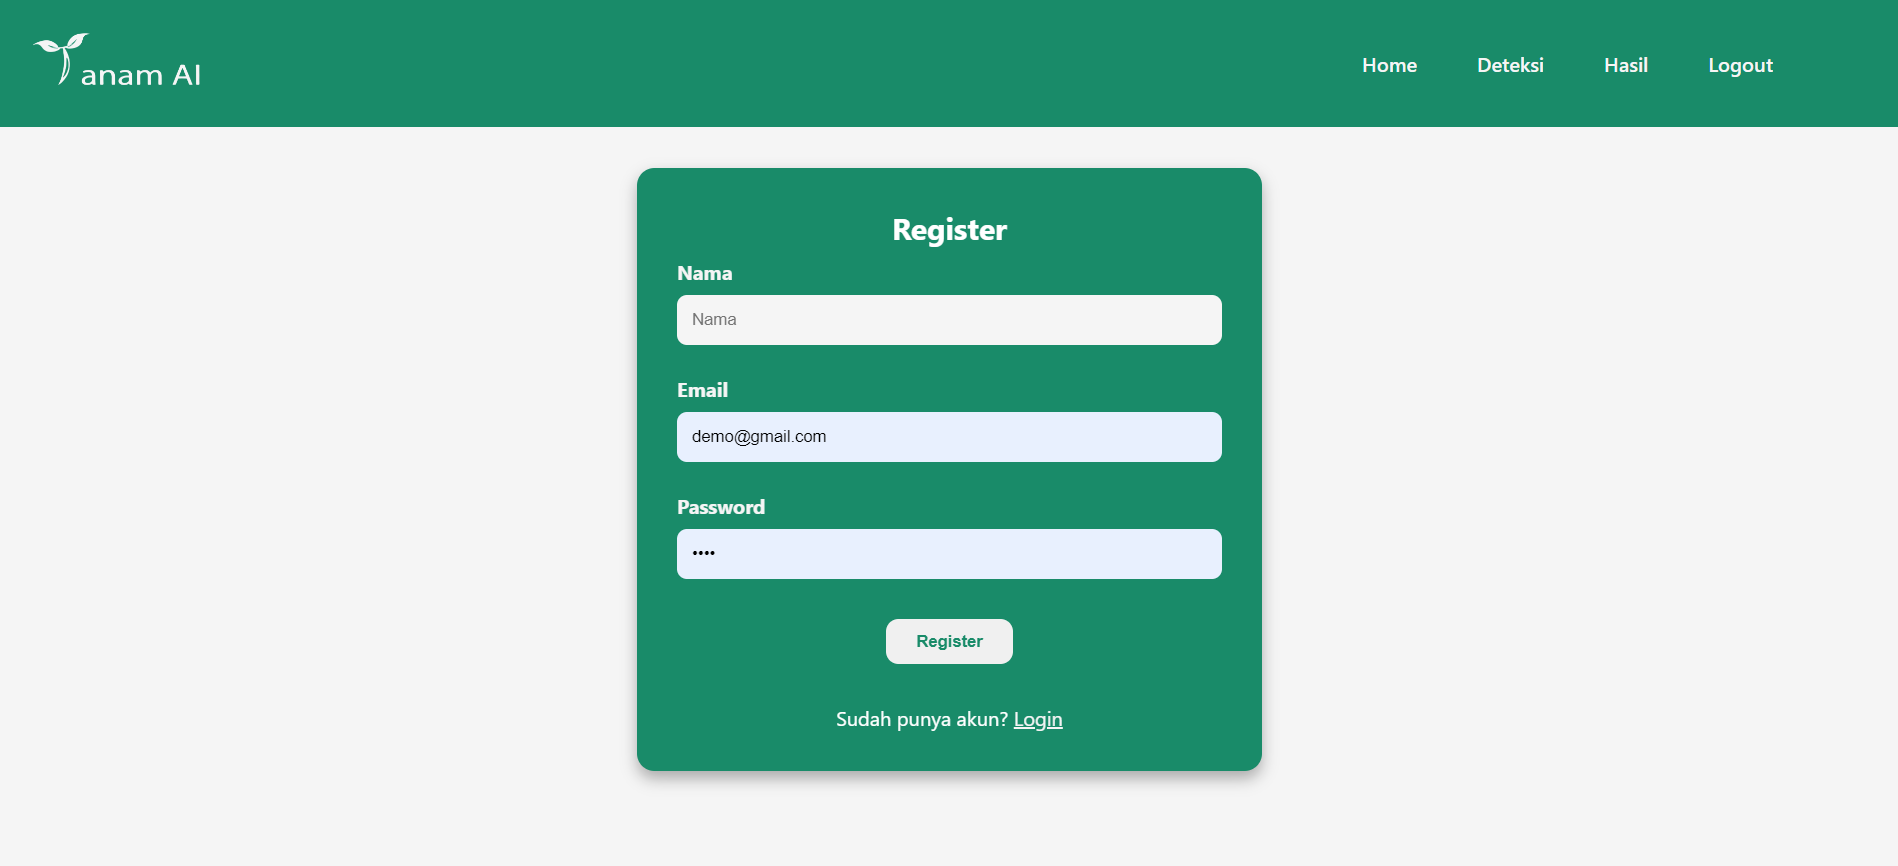 Tanam AI
Home Deteksi Hasil Logout
Register
Nama
Nama
Email
demo@gmail.com
Password
••••
Register
Sudah punya akun? Login